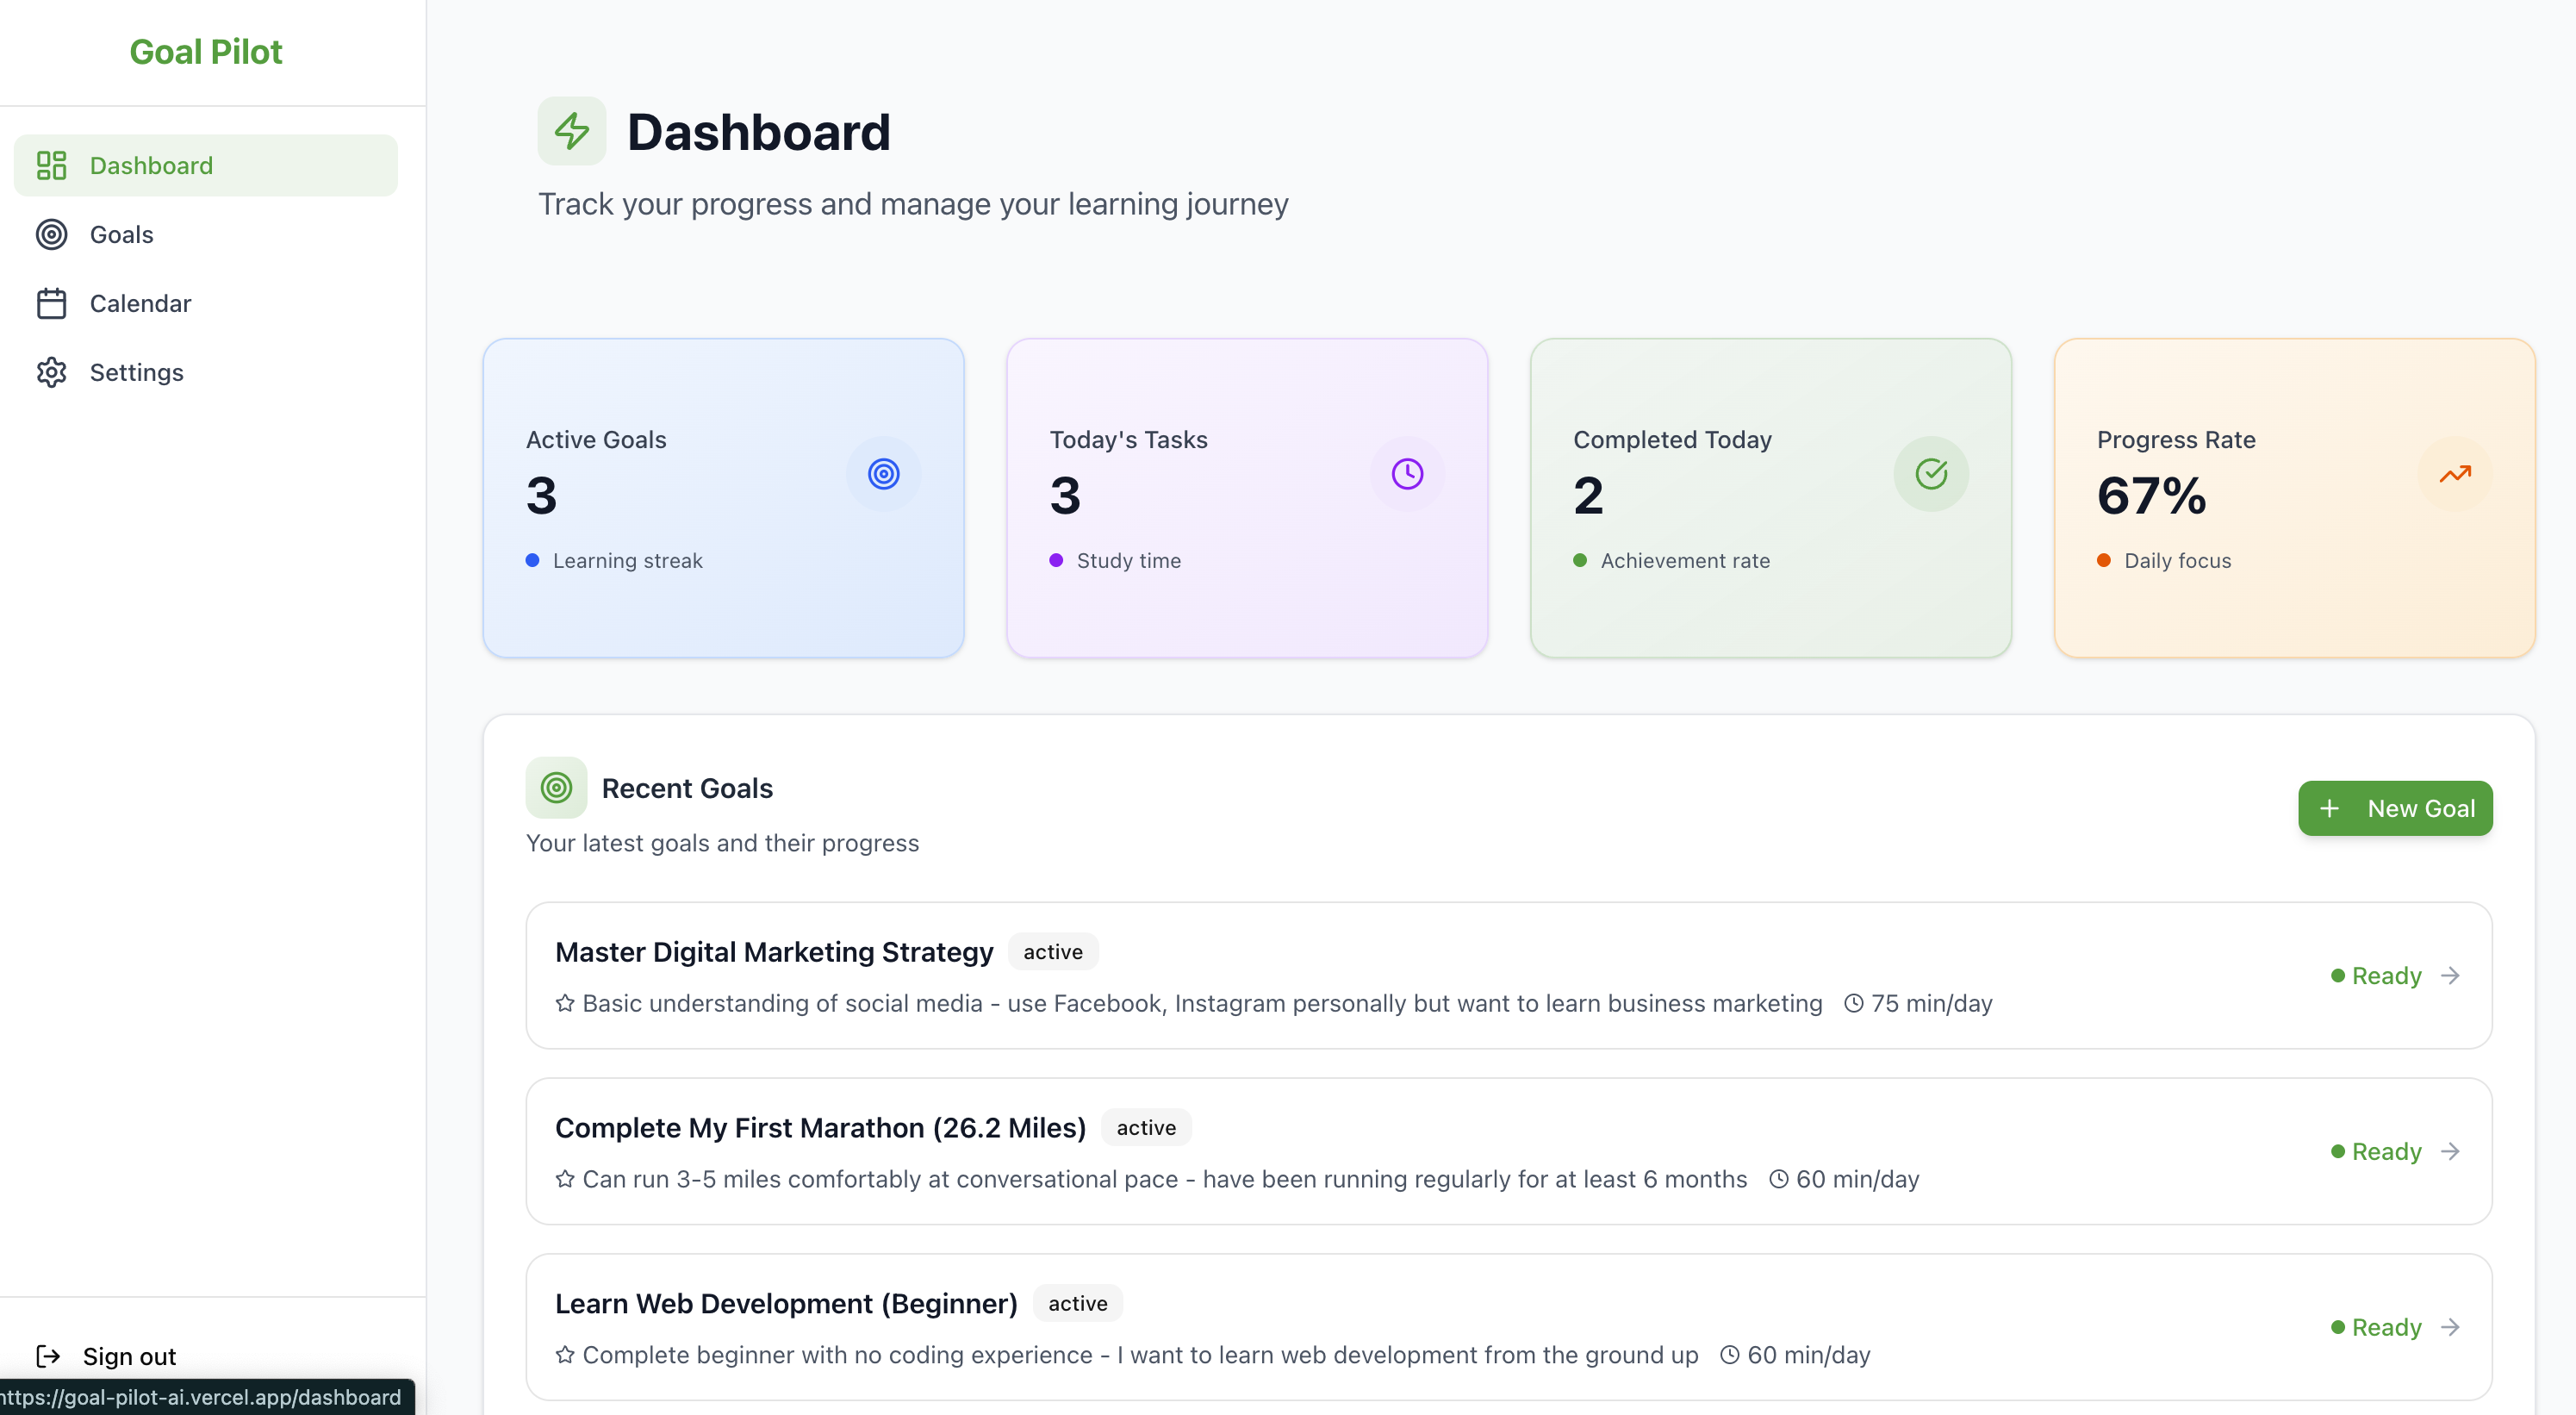 Goal Pilot
Dashboard
Goals
Calendar
Settings
Sign out
https://goal-pilot-ai.vercel.app/dashboard
Dashboard
Track your progress and manage your learning journey
Active Goals
3
Learning streak
Today's Tasks
3
Study time
Completed Today
2
Achievement rate
Progress Rate
67%
Daily focus
Recent Goals
Your latest goals and their progress
New Goal
Master Digital Marketing Strategy active
Basic understanding of social media - use Facebook, Instagram personally but want to learn business marketing 75 min/day
Ready
Complete My First Marathon (26.2 Miles) active
Can run 3-5 miles comfortably at conversational pace - have been running regularly for at least 6 months 60 min/day
Ready
Learn Web Development (Beginner) active
Complete beginner with no coding experience - I want to learn web development from the ground up 60 min/day
Ready